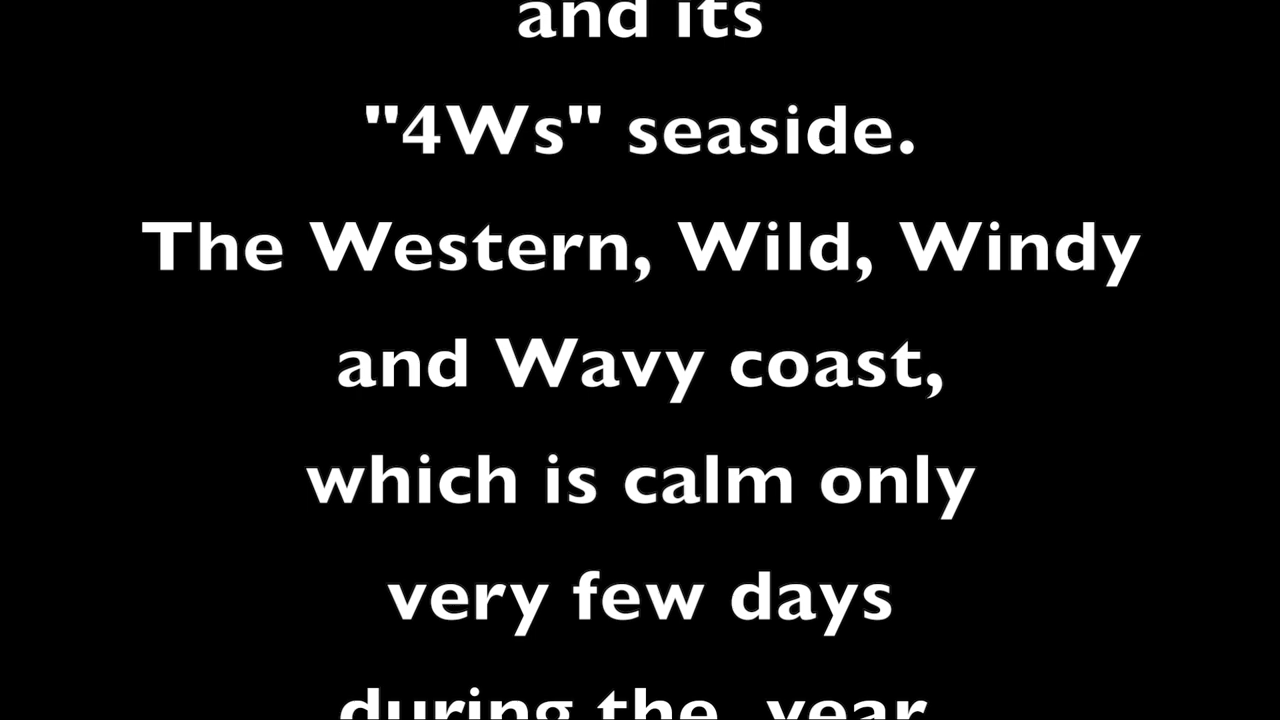 and its
"4Ws" seaside.
The Western, Wild, Windy
and Wavy coast,
which is calm only
very few days
during the year